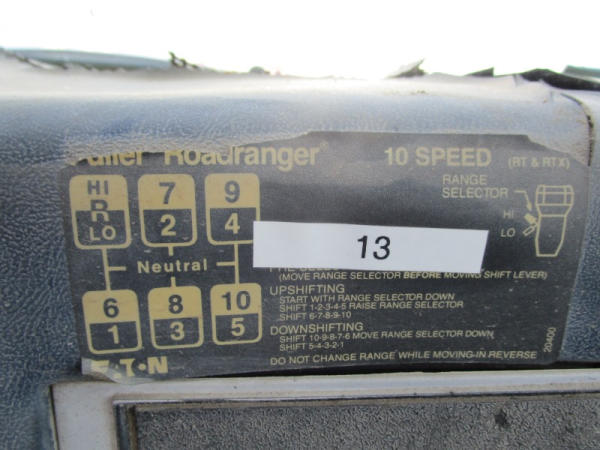 Fuller Roadranger® 10 SPEED (RT & RTX)
RANGE
SELECTOR
HI
LO
HI 7 9
R 2 4
LO
Neutral
6 8 10
1 3 5
13
(MOVE RANGE SELECTOR BEFORE MOVING SHIFT LEVER)
UPSHIFTING
START WITH RANGE SELECTOR DOWN
SHIFT 1-2-3-4-5 RAISE RANGE SELECTOR
SHIFT 6-7-8-9-10
DOWNSHIFTING
SHIFT 10-9-8-7-6 MOVE RANGE SELECTOR DOWN
SHIFT 5-4-3-2-1
DO NOT CHANGE RANGE WHILE MOVING IN REVERSE
20400
EATON